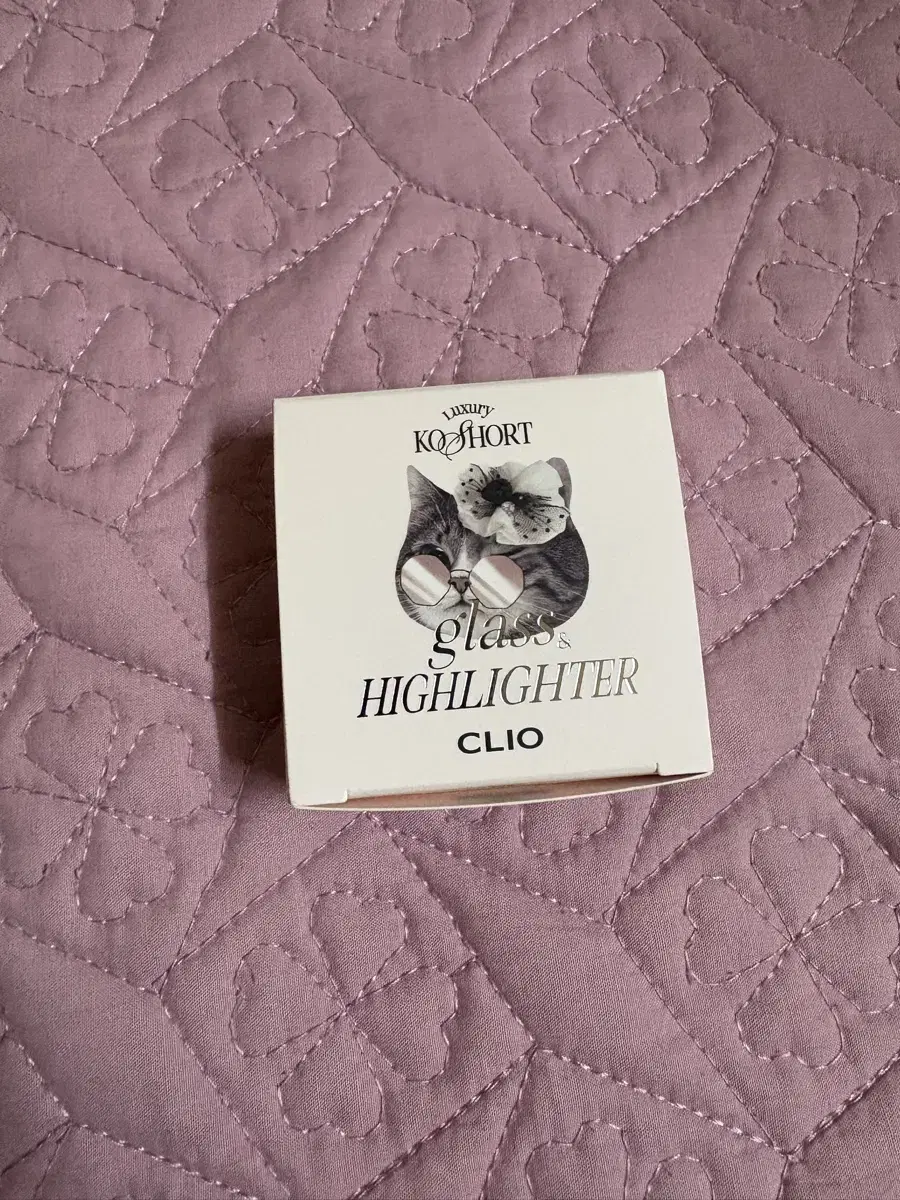 Luxury
KOSHORT
glass &
HIGHLIGHTER
CLIO